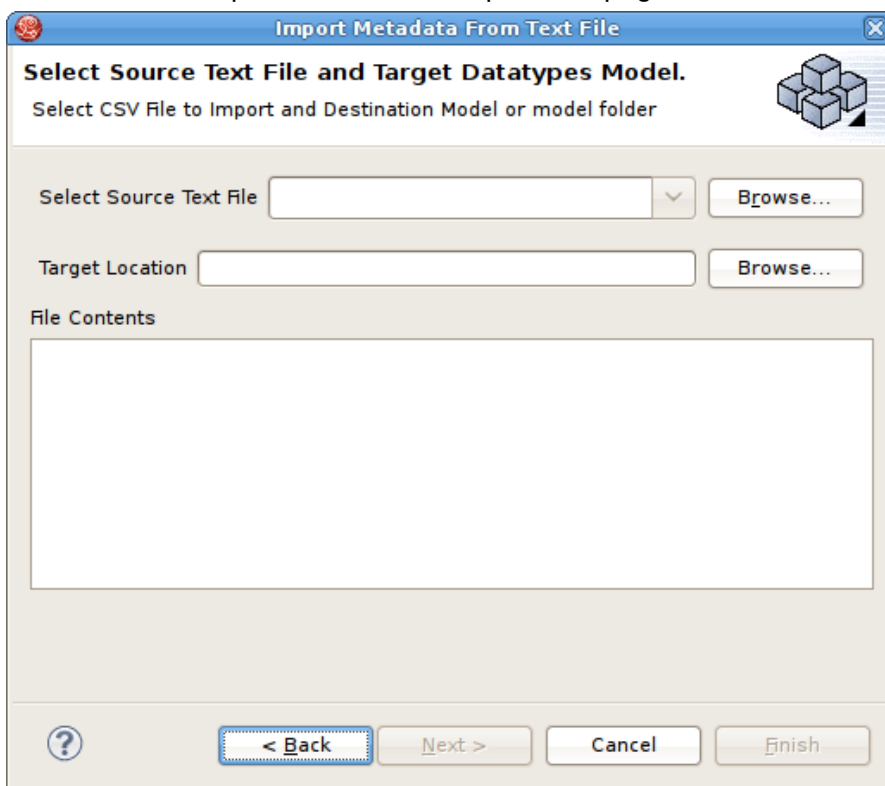 Import Metadata From Text File
Select Source Text File and Target Datatypes Model.
Select CSV File to Import and Destination Model or model folder
Select Source Text File
Browse...
Target Location
Browse...
File Contents
?
< Back
Next >
Cancel
Finish